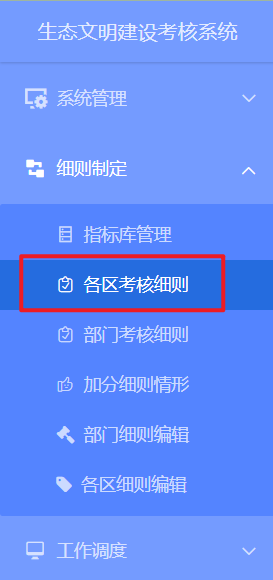 生态文明建设考核系统
系统管理
细则制定
指标库管理
各区考核细则
部门考核细则
加分细则情形
部门细则编辑
各区细则编辑
工作调度